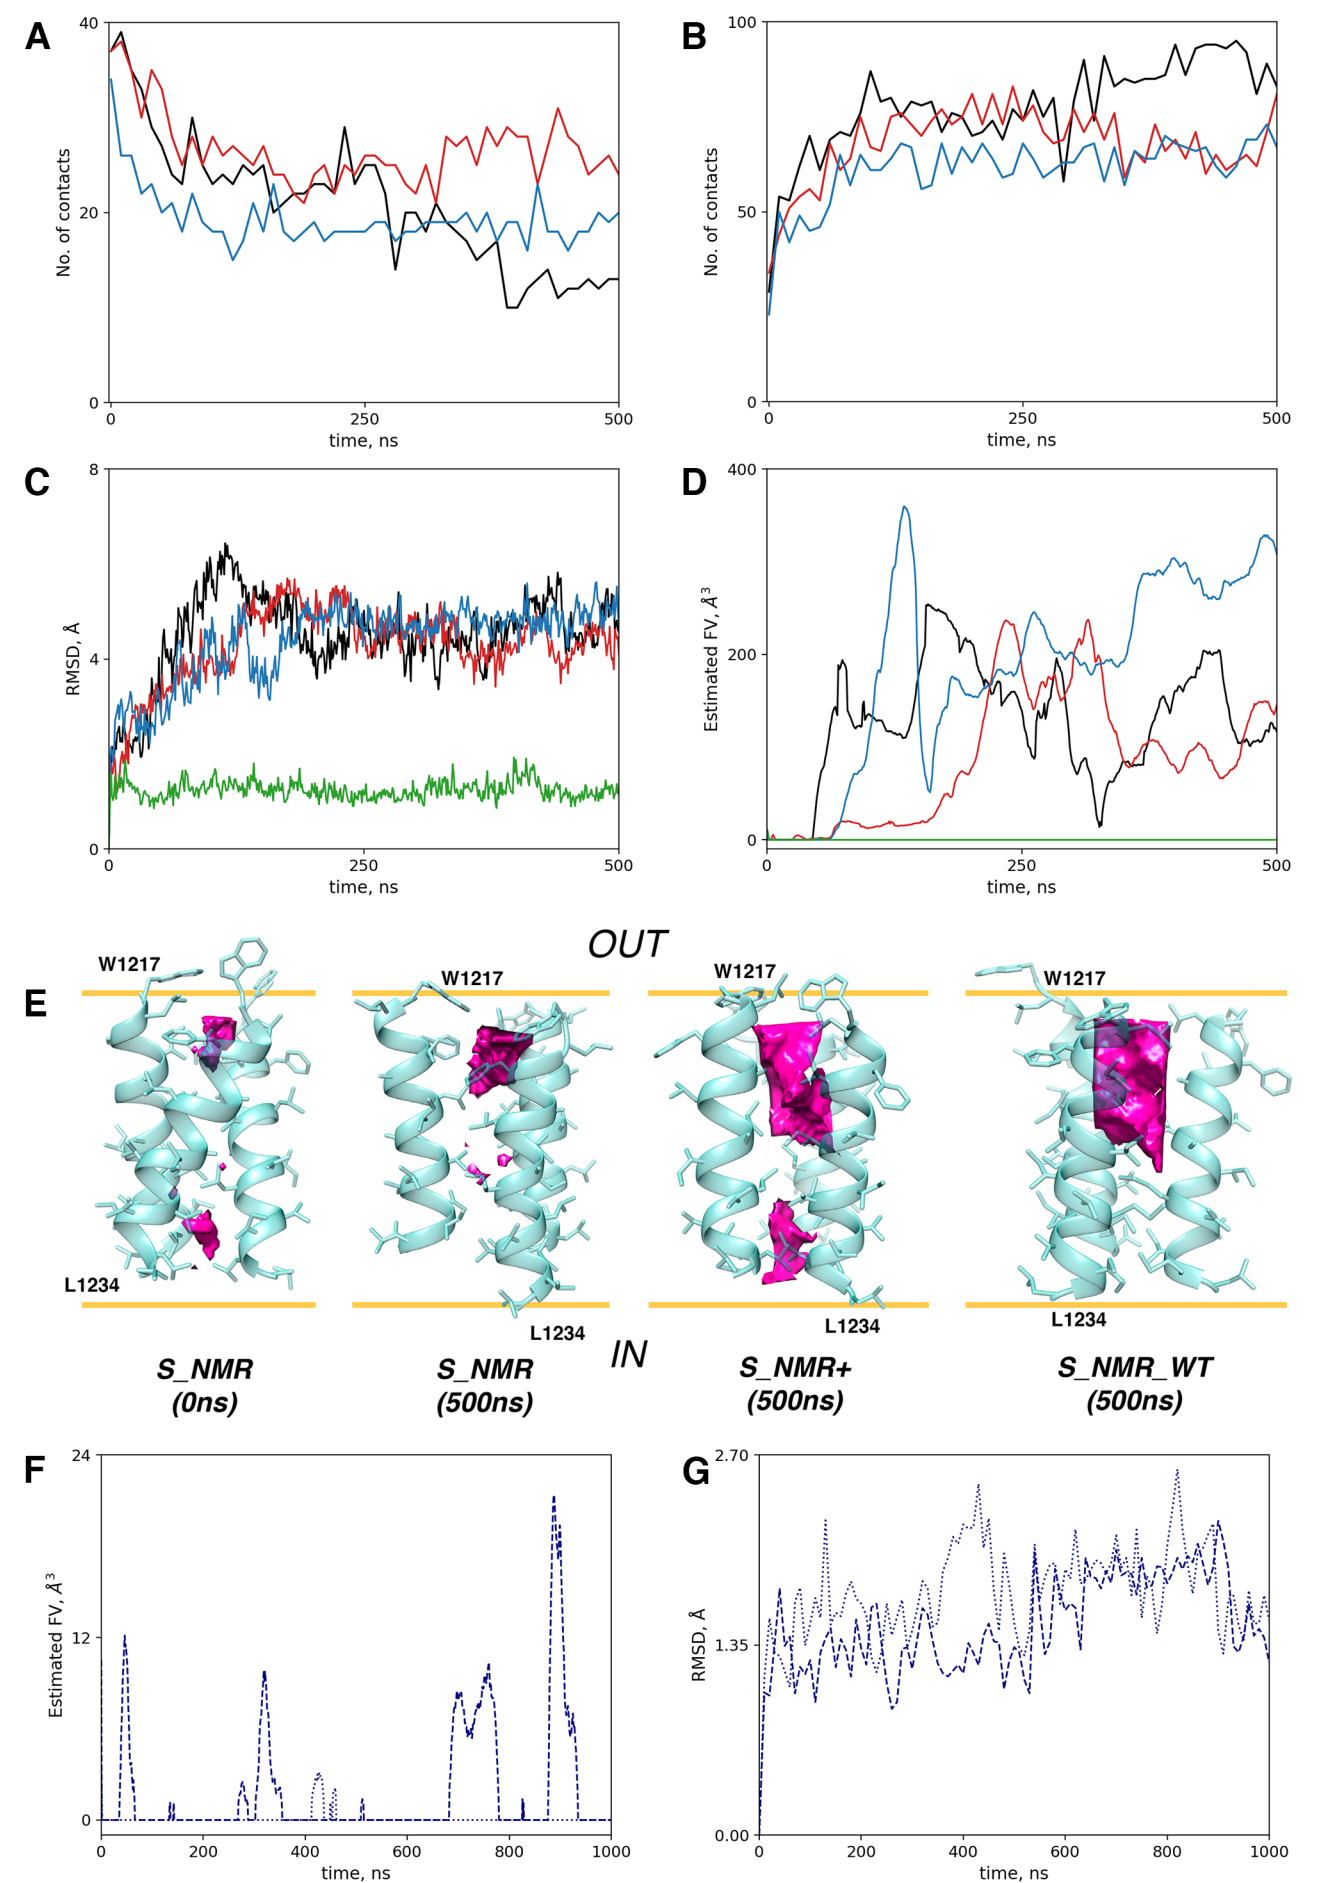 A
40
20
0
No. of contacts
0
250
500
time, ns
B
100
50
0
No. of contacts
0
250
500
time, ns
C
8
4
0
RMSD, Å
0
250
500
time, ns
D
400
200
0
Estimated FV, Å³
0
250
500
time, ns
OUT
E
W1217
W1217
W1217
W1217
L1234
L1234
L1234
L1234
IN
S_NMR
(0ns)
S_NMR
(500ns)
S_NMR+
(500ns)
S_NMR_WT
(500ns)
F
24
12
0
Estimated FV, Å³
0
200
400
600
800
1000
time, ns
G
2.70
1.35
0.00
RMSD, Å
0
200
400
600
800
1000
time, ns